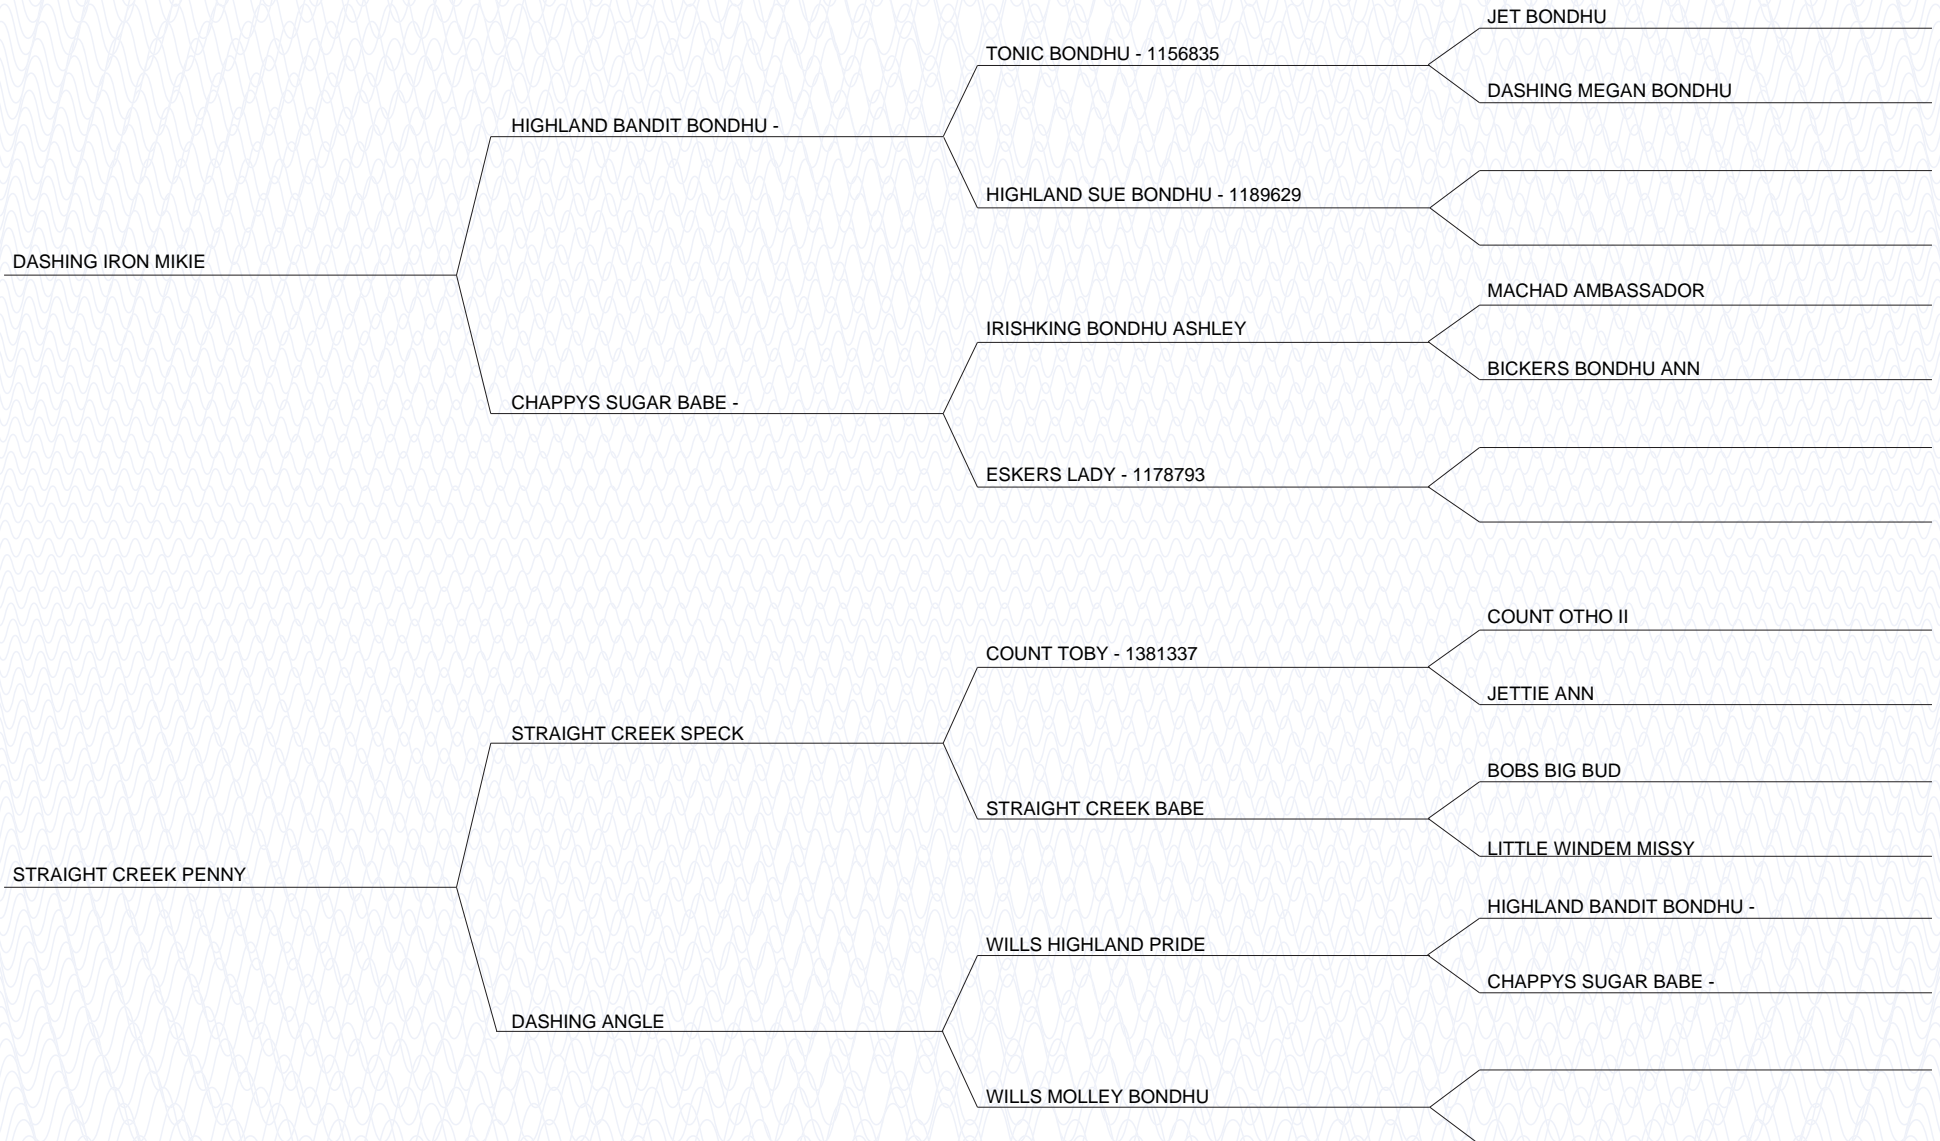 JET BONDHU
TONIC BONDHU - 1156835
DASHING MEGAN BONDHU
HIGHLAND BANDIT BONDHU -
HIGHLAND SUE BONDHU - 1189629
DASHING IRON MIKIE
MACHAD AMBASSADOR
IRISHKING BONDHU ASHLEY
BICKERS BONDHU ANN
CHAPPYS SUGAR BABE -
ESKERS LADY - 1178793
COUNT OTHO II
COUNT TOBY - 1381337
JETTIE ANN
STRAIGHT CREEK SPECK
BOBS BIG BUD
STRAIGHT CREEK BABE
LITTLE WINDEM MISSY
STRAIGHT CREEK PENNY
HIGHLAND BANDIT BONDHU -
WILLS HIGHLAND PRIDE
CHAPPYS SUGAR BABE -
DASHING ANGLE
WILLS MOLLEY BONDHU